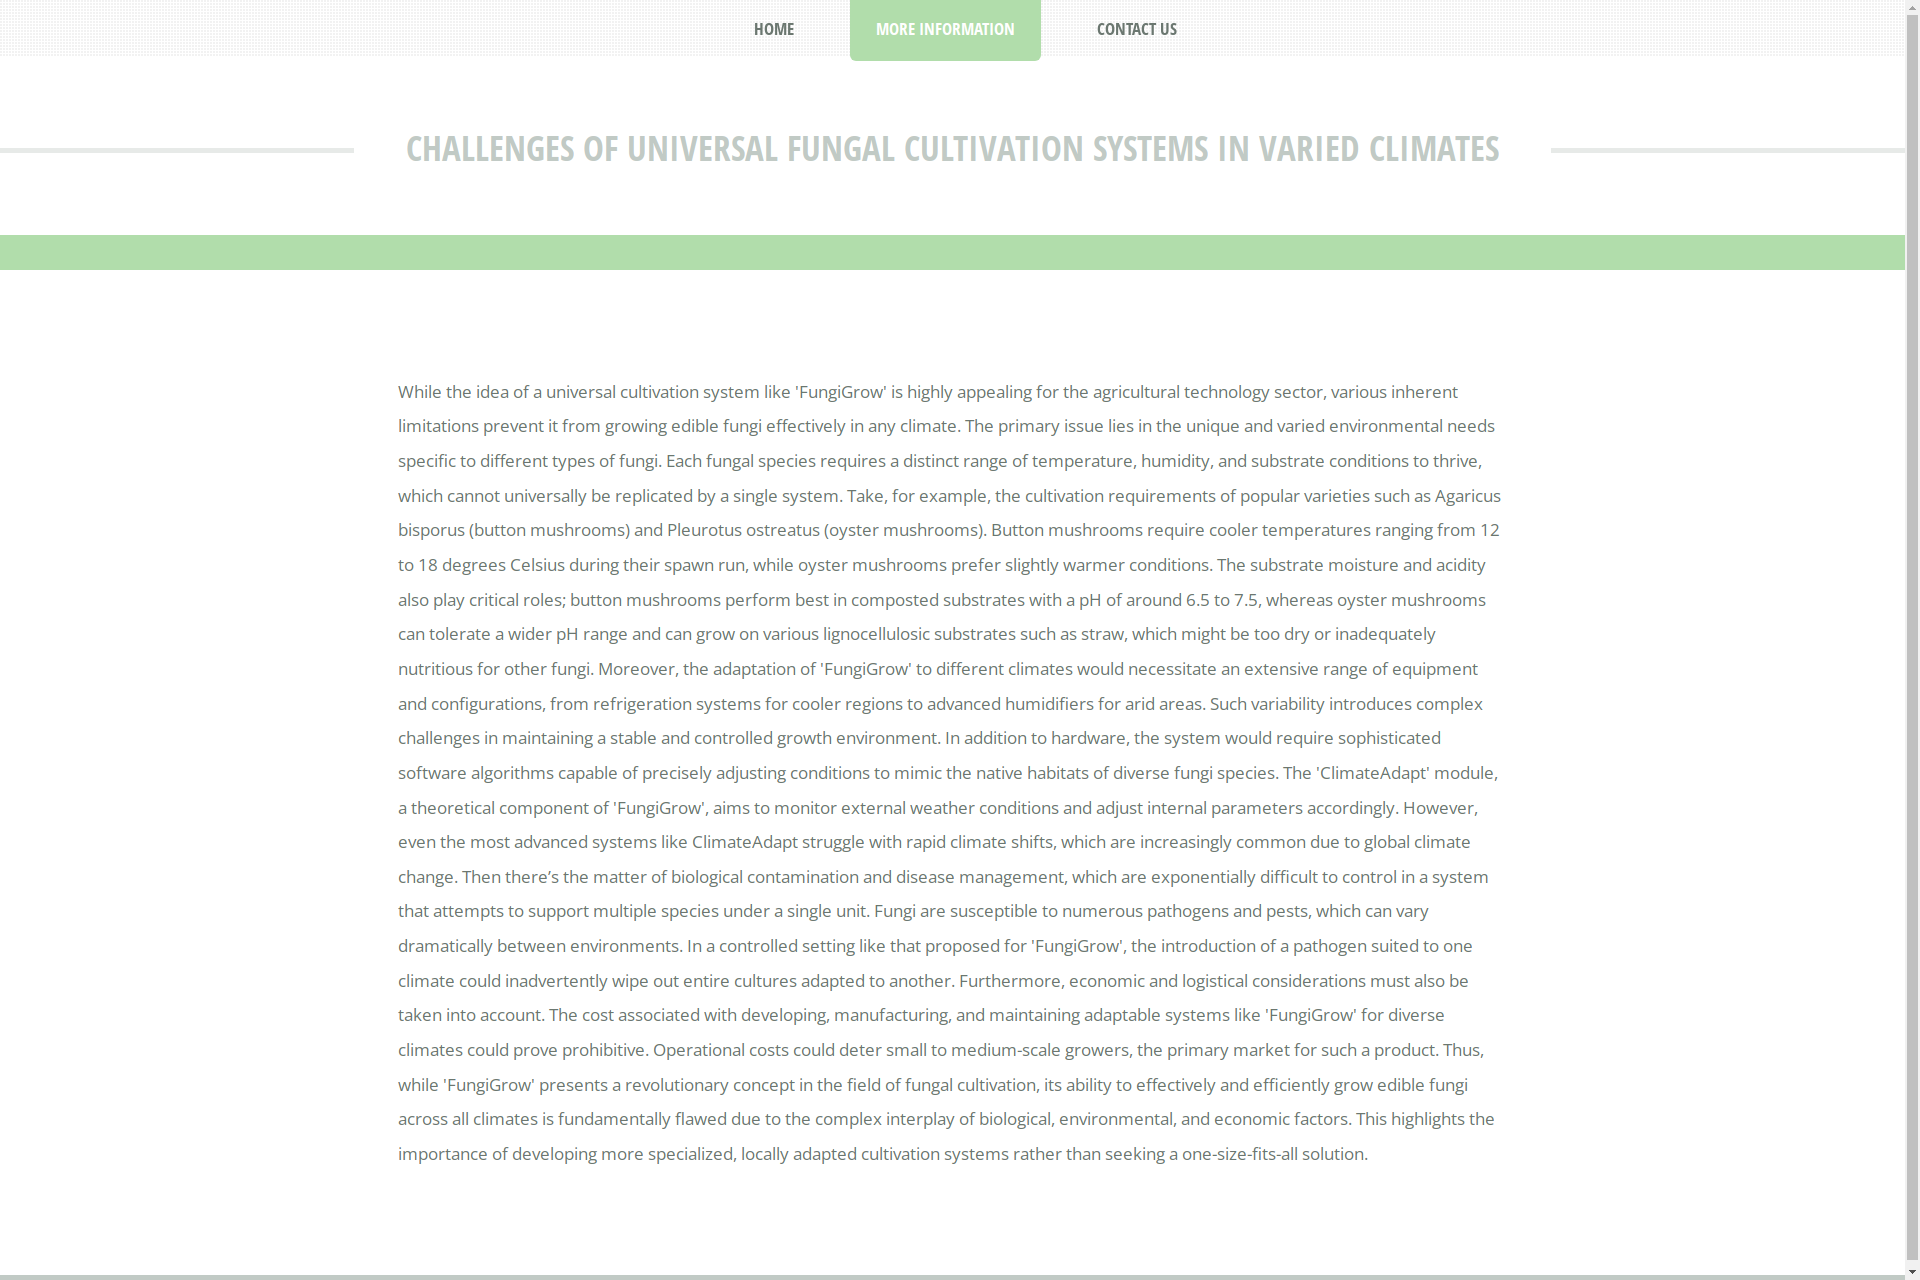 HOME
MORE INFORMATION
CONTACT US
CHALLENGES OF UNIVERSAL FUNGAL CULTIVATION SYSTEMS IN VARIED CLIMATES
While the idea of a universal cultivation system like 'FungiGrow' is highly appealing for the agricultural technology sector, various inherent
limitations prevent it from growing edible fungi effectively in any climate. The primary issue lies in the unique and varied environmental needs
specific to different types of fungi. Each fungal species requires a distinct range of temperature, humidity, and substrate conditions to thrive,
which cannot universally be replicated by a single system. Take, for example, the cultivation requirements of popular varieties such as Agaricus
bisporus (button mushrooms) and Pleurotus ostreatus (oyster mushrooms). Button mushrooms require cooler temperatures ranging from 12
to 18 degrees Celsius during their spawn run, while oyster mushrooms prefer slightly warmer conditions. The substrate moisture and acidity
also play critical roles; button mushrooms perform best in composted substrates with a pH of around 6.5 to 7.5, whereas oyster mushrooms
can tolerate a wider pH range and can grow on various lignocellulosic substrates such as straw, which might be too dry or inadequately
nutritious for other fungi. Moreover, the adaptation of 'FungiGrow' to different climates would necessitate an extensive range of equipment
and configurations, from refrigeration systems for cooler regions to advanced humidifiers for arid areas. Such variability introduces complex
challenges in maintaining a stable and controlled growth environment. In addition to hardware, the system would require sophisticated
software algorithms capable of precisely adjusting conditions to mimic the native habitats of diverse fungi species. The 'ClimateAdapt' module,
a theoretical component of 'FungiGrow', aims to monitor external weather conditions and adjust internal parameters accordingly. However,
even the most advanced systems like ClimateAdapt struggle with rapid climate shifts, which are increasingly common due to global climate
change. Then there’s the matter of biological contamination and disease management, which are exponentially difficult to control in a system
that attempts to support multiple species under a single unit. Fungi are susceptible to numerous pathogens and pests, which can vary
dramatically between environments. In a controlled setting like that proposed for 'FungiGrow', the introduction of a pathogen suited to one
climate could inadvertently wipe out entire cultures adapted to another. Furthermore, economic and logistical considerations must also be
taken into account. The cost associated with developing, manufacturing, and maintaining adaptable systems like 'FungiGrow' for diverse
climates could prove prohibitive. Operational costs could deter small to medium-scale growers, the primary market for such a product. Thus,
while 'FungiGrow' presents a revolutionary concept in the field of fungal cultivation, its ability to effectively and efficiently grow edible fungi
across all climates is fundamentally flawed due to the complex interplay of biological, environmental, and economic factors. This highlights the
importance of developing more specialized, locally adapted cultivation systems rather than seeking a one-size-fits-all solution.